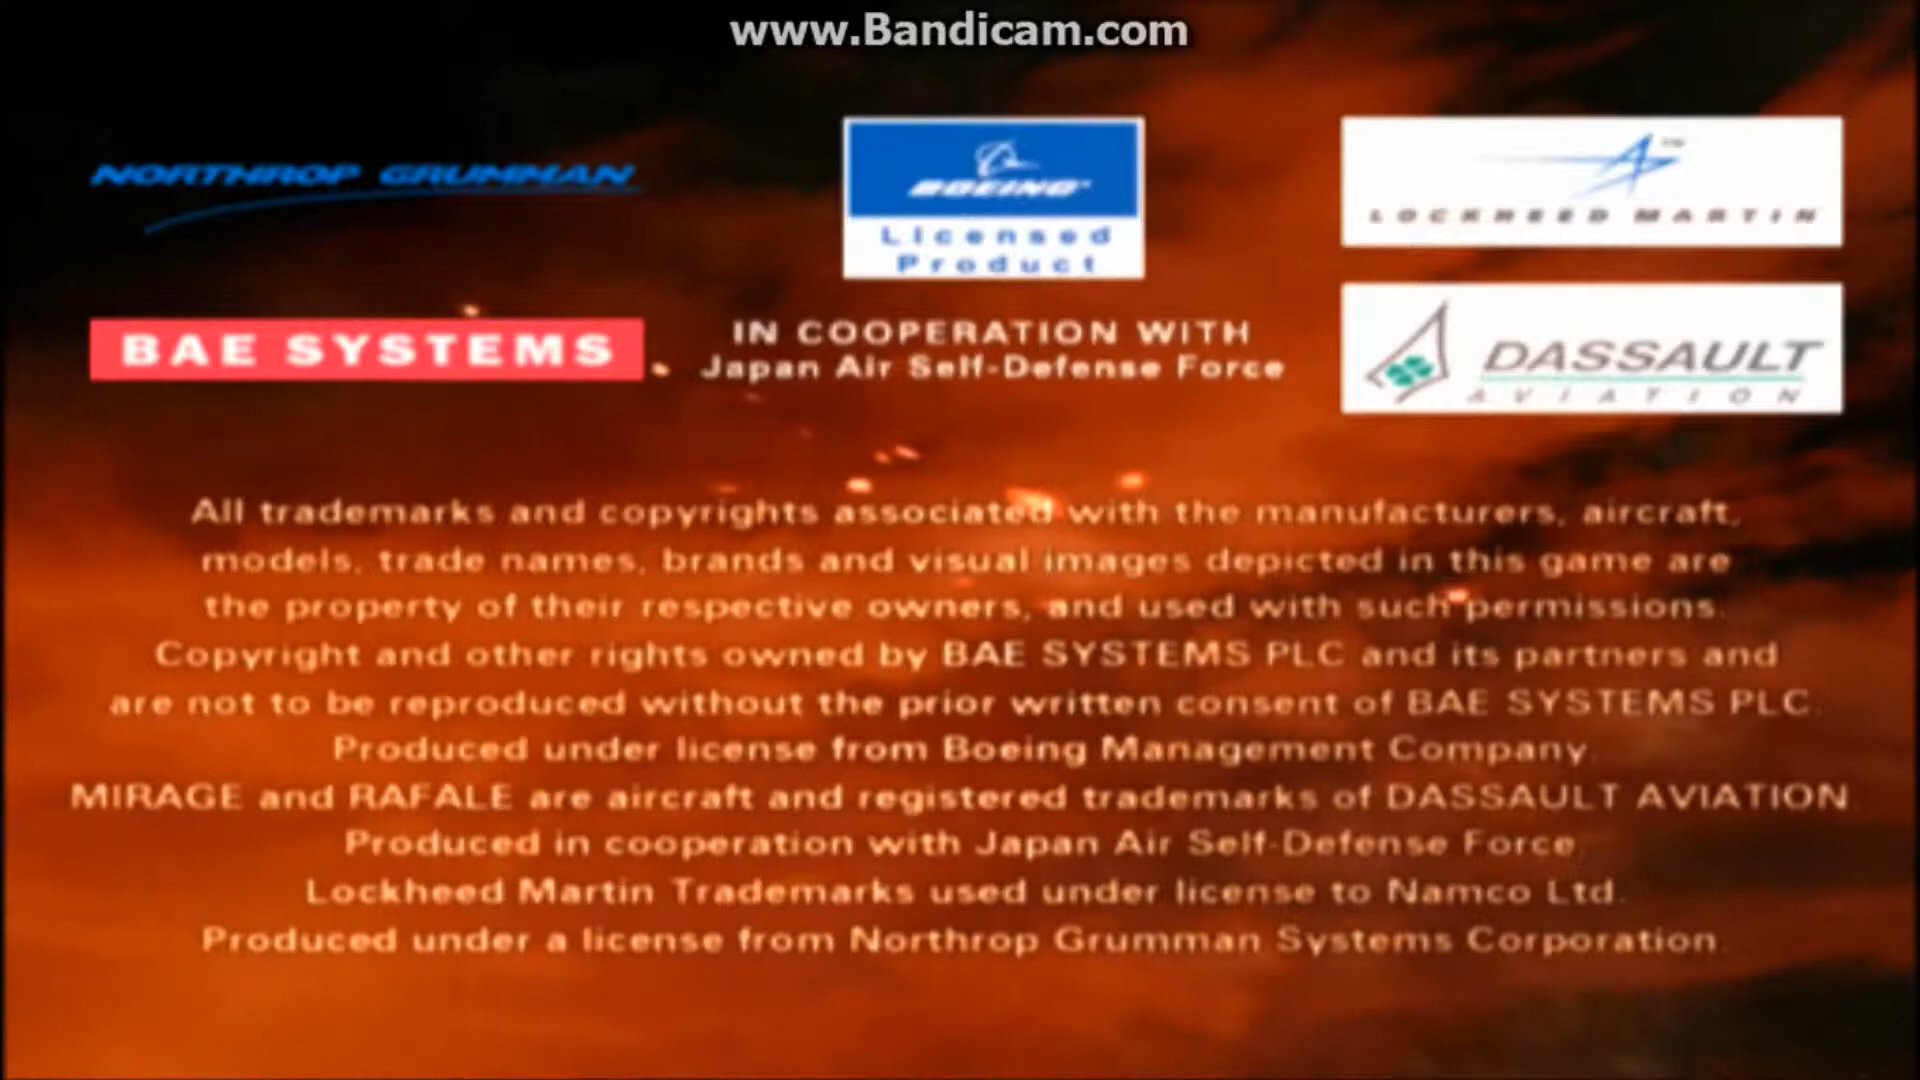 www.Bandicam.com
NORTHROP GRUMMAN
BOEING
Licensed
Product
LOCKHEED MARTIN
BAE SYSTEMS
IN COOPERATION WITH
Japan Air Self-Defense Force
DASSAULT
AVIATION
All trademarks and copyrights associated with the manufacturers, aircraft,
models, trade names, brands and visual images depicted in this game are
the property of their respective owners, and used with such permissions.
Copyright and other rights owned by BAE SYSTEMS PLC and its partners and
are not to be reproduced without the prior written consent of BAE SYSTEMS PLC.
Produced under license from Boeing Management Company.
MIRAGE and RAFALE are aircraft and registered trademarks of DASSAULT AVIATION.
Produced in cooperation with Japan Air Self-Defense Force.
Lockheed Martin Trademarks used under license to Namco Ltd.
Produced under a license from Northrop Grumman Systems Corporation.